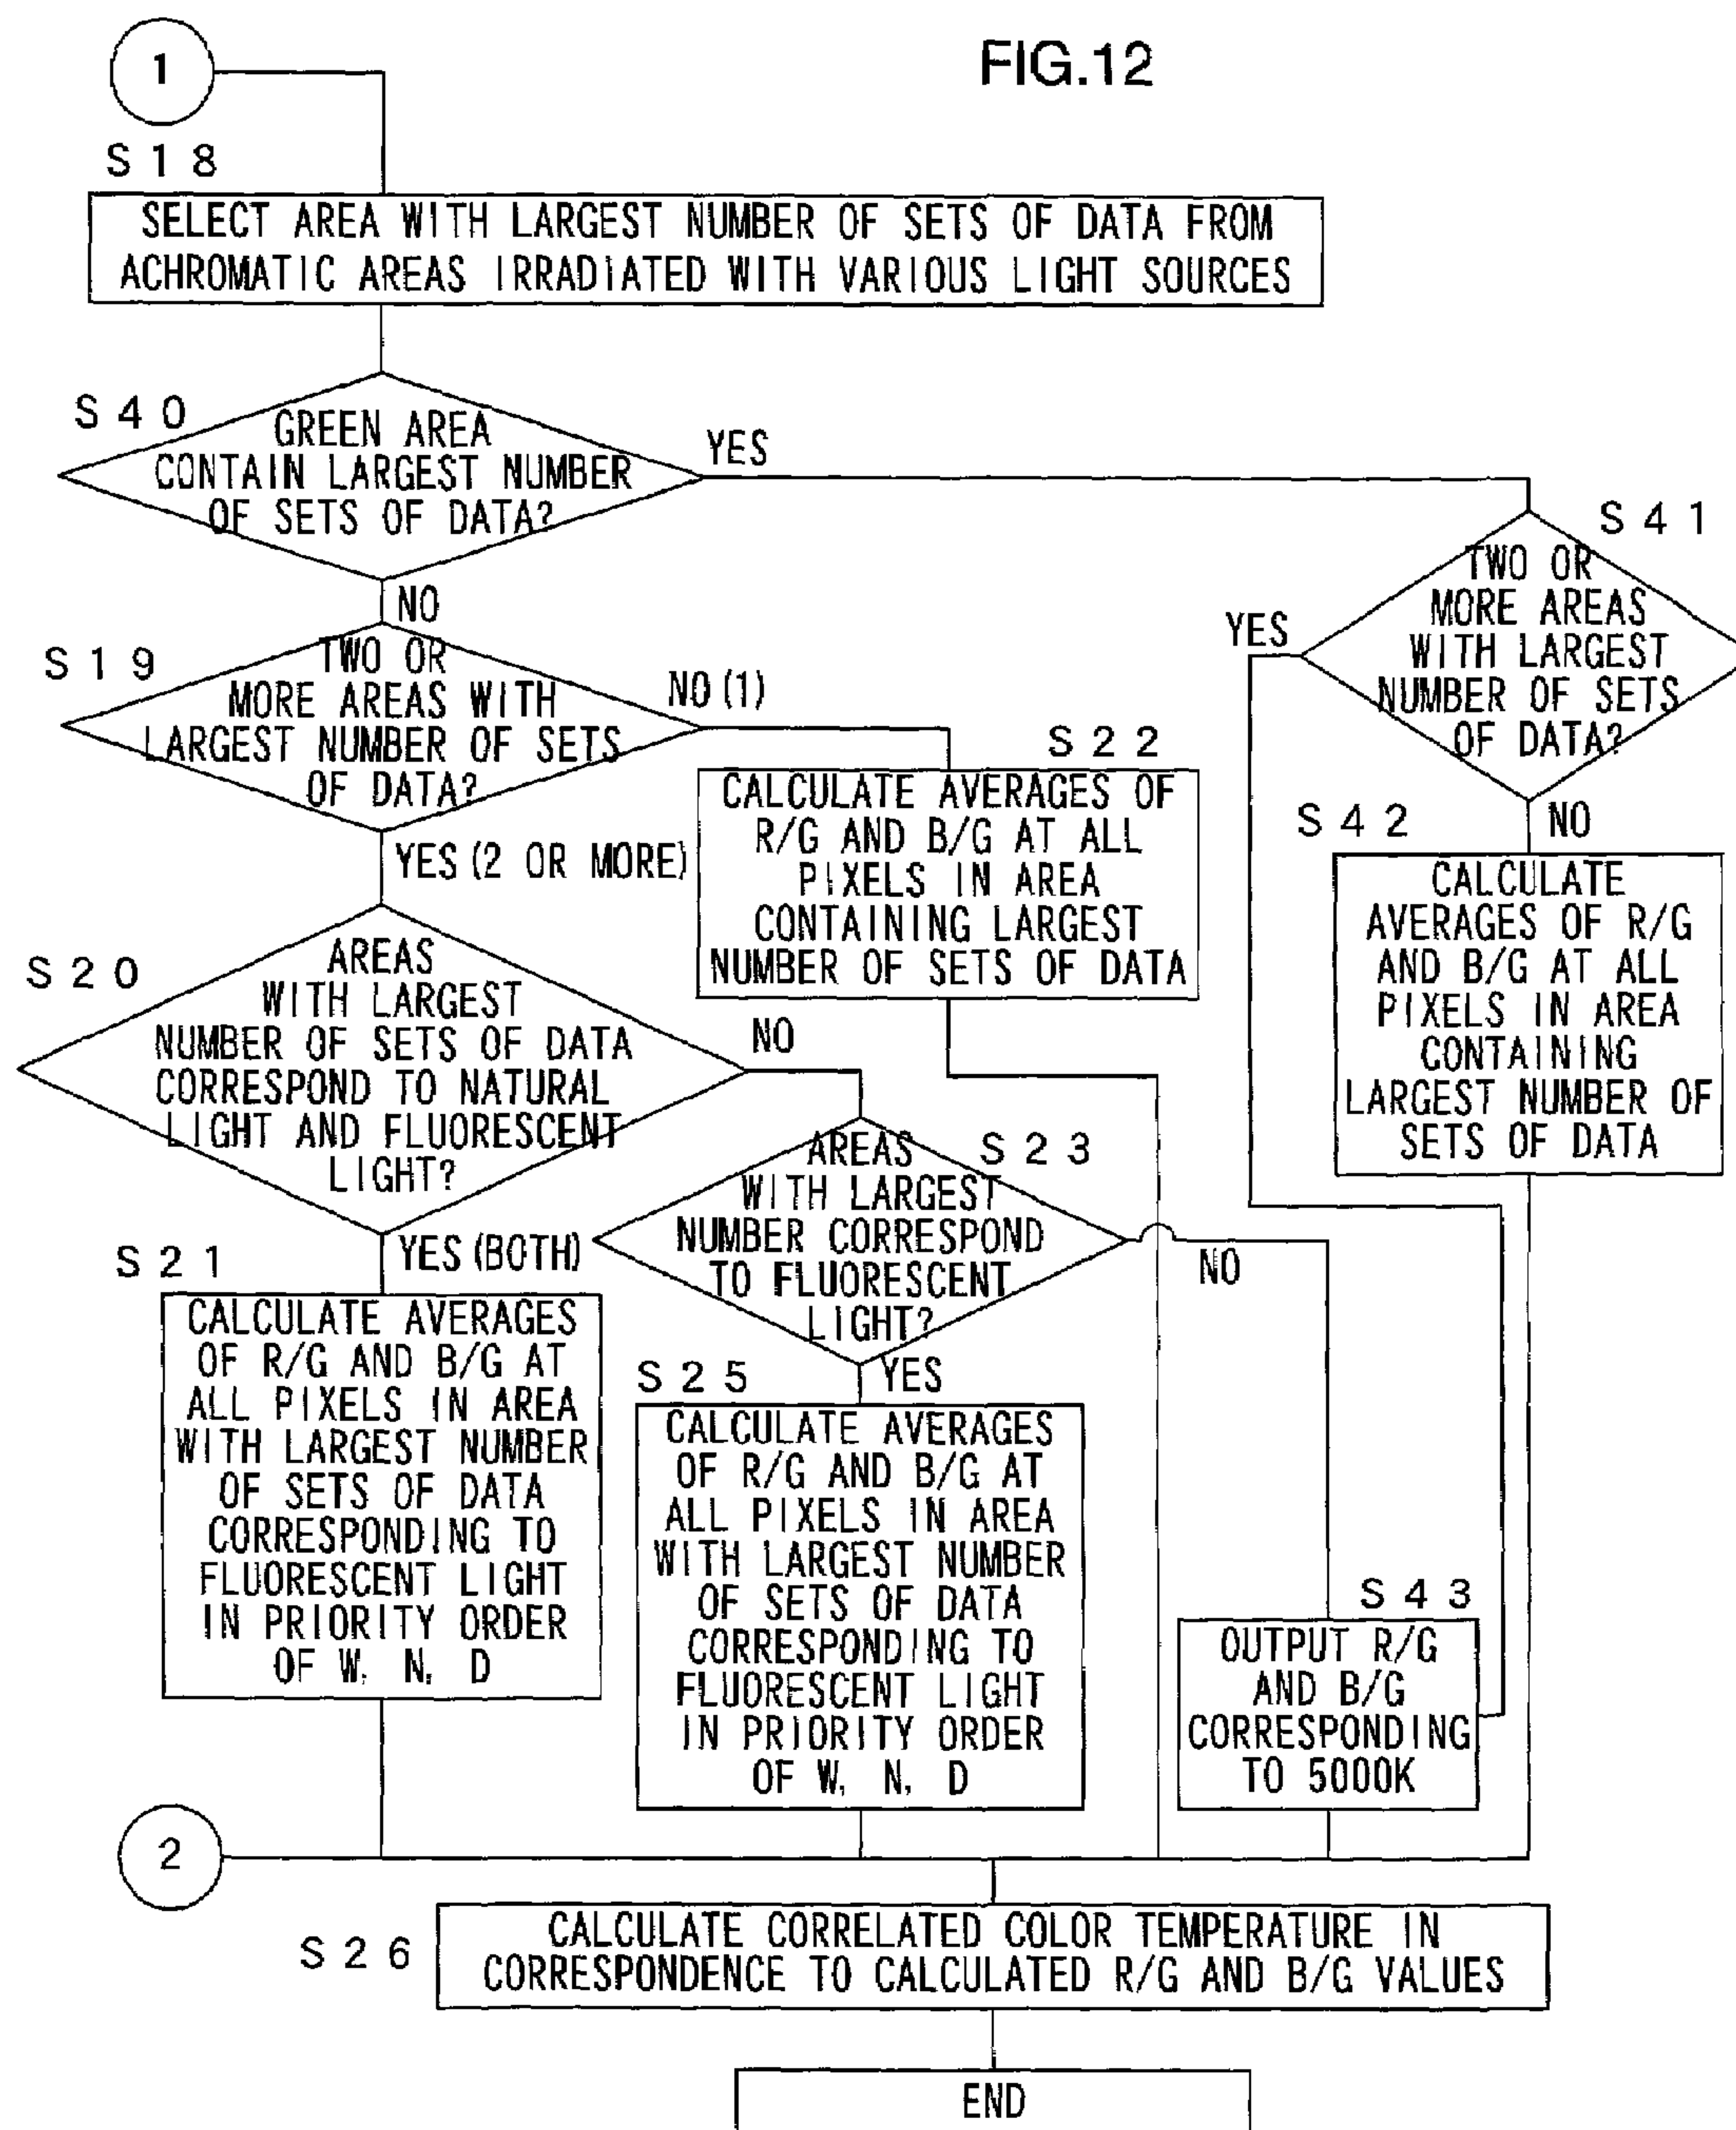 FIG.12
1
S18
SELECT AREA WITH LARGEST NUMBER OF SETS OF DATA FROM
ACHROMATIC AREAS IRRADIATED WITH VARIOUS LIGHT SOURCES
S40
GREEN AREA
CONTAIN LARGEST NUMBER
OF SETS OF DATA?
YES
NO
S41
TWO OR
MORE AREAS
WITH LARGEST
NUMBER OF SETS
OF DATA?
YES
NO
S19
TWO OR
MORE AREAS WITH
LARGEST NUMBER OF SETS
OF DATA?
NO(1)
YES(2 OR MORE)
S22
CALCULATE AVERAGES OF
R/G AND B/G AT ALL
PIXELS IN AREA
CONTAINING LARGEST
NUMBER OF SETS OF DATA
S42
CALCULATE
AVERAGES OF R/G
AND B/G AT ALL
PIXELS IN AREA
CONTAINING
LARGEST NUMBER OF
SETS OF DATA
S20
AREAS
WITH LARGEST
NUMBER OF SETS OF DATA
CORRESPOND TO NATURAL
LIGHT AND FLUORESCENT
LIGHT?
NO
YES(BOTH)
S23
AREAS
WITH LARGEST
NUMBER CORRESPOND
TO FLUORESCENT
LIGHT?
NO
YES
S21
CALCULATE AVERAGES
OF R/G AND B/G AT
ALL PIXELS IN AREA
WITH LARGEST NUMBER
OF SETS OF DATA
CORRESPONDING TO
FLUORESCENT LIGHT
IN PRIORITY ORDER
OF W, N, D
S25
CALCULATE AVERAGES
OF R/G AND B/G AT
ALL PIXELS IN AREA
WITH LARGEST NUMBER
OF SETS OF DATA
CORRESPONDING TO
FLUORESCENT LIGHT
IN PRIORITY ORDER
OF W, N, D
S43
OUTPUT R/G
AND B/G
CORRESPONDING
TO 5000K
2
S26
CALCULATE CORRELATED COLOR TEMPERATURE IN
CORRESPONDENCE TO CALCULATED R/G AND B/G VALUES
END